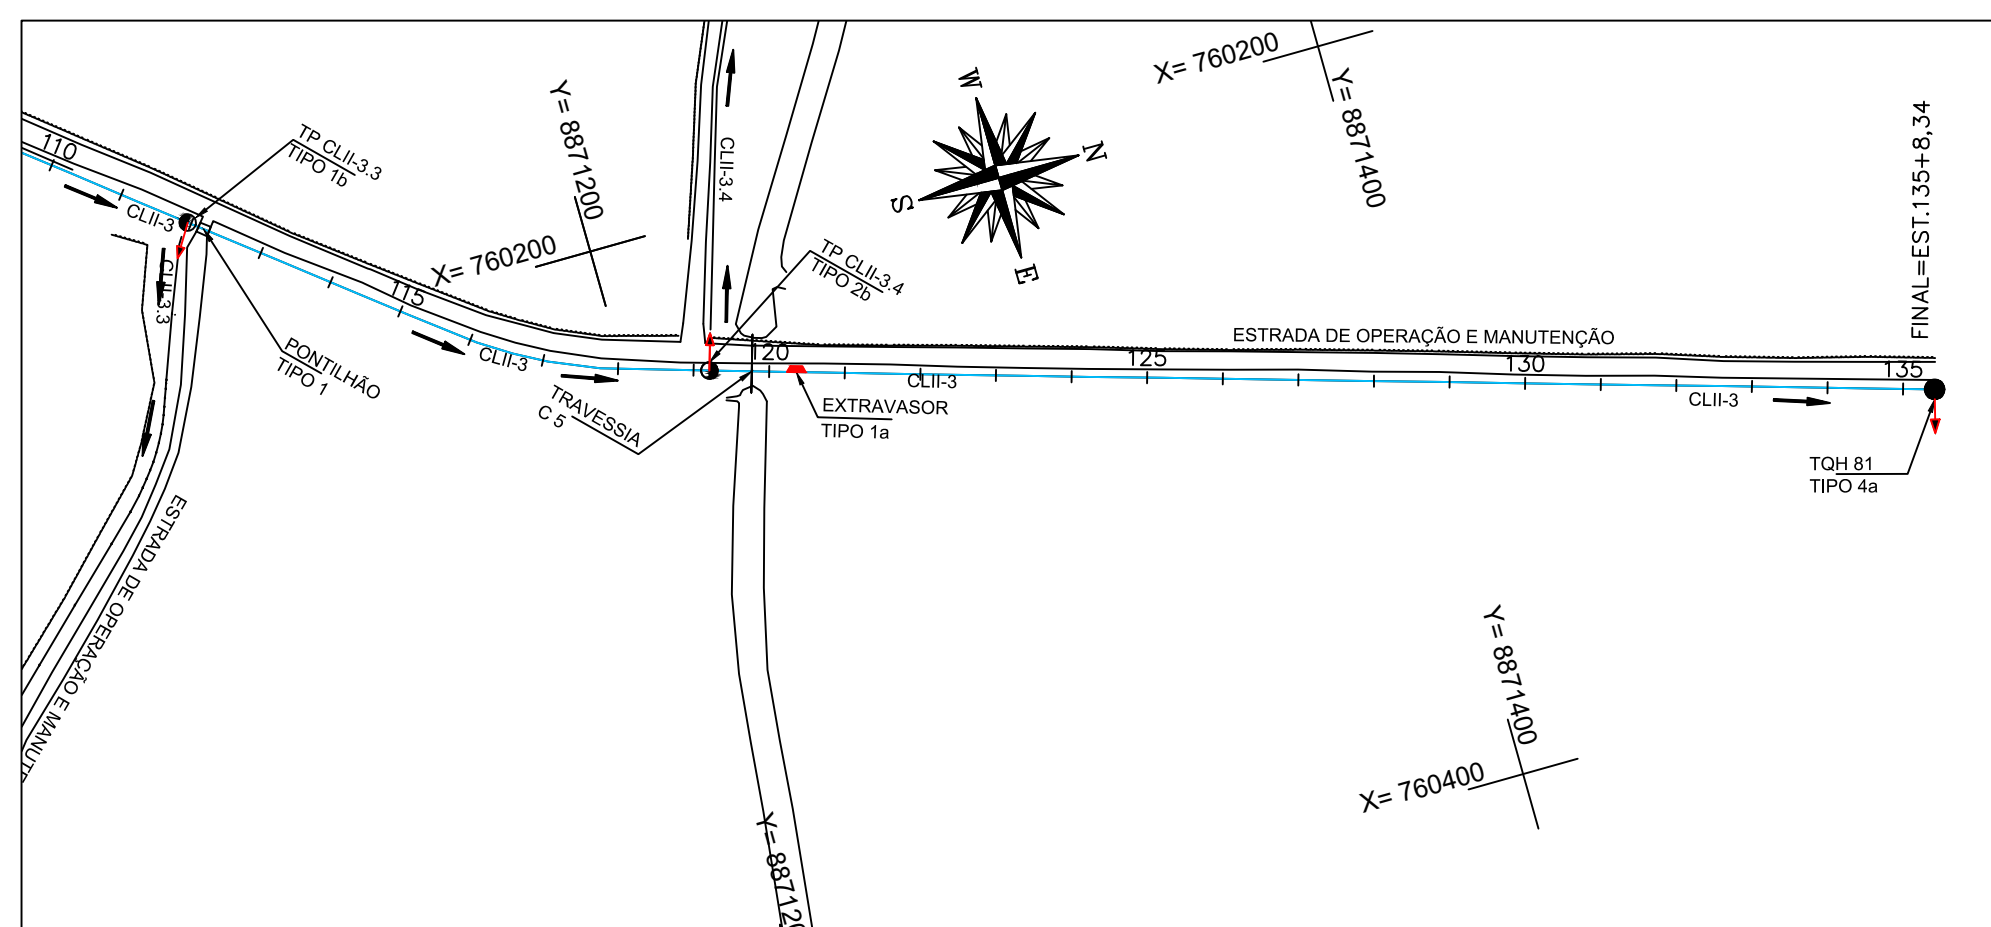 X= 760200
Y= 8871400
W
N
S
E
FINAL=EST.135+8,34
Y= 8871200
X= 760200
110
TP CLII-3.3
TIPO 1b
CLII-3
CLII-3.3
CLII-3.4
115
PONTILHÃO
TIPO 1
CLII-3
TP CLII-3.4
TIPO 2b
120
ESTRADA DE OPERAÇÃO E MANUTENÇÃO
125
130
135
CLII-3
CLII-3
TRAVESSIA
C 5
EXTRAVASOR
TIPO 1a
TQH 81
TIPO 4a
ESTRADA DE OPERAÇÃO E MANUTE
Y= 8871400
X= 760400
Y= 887120